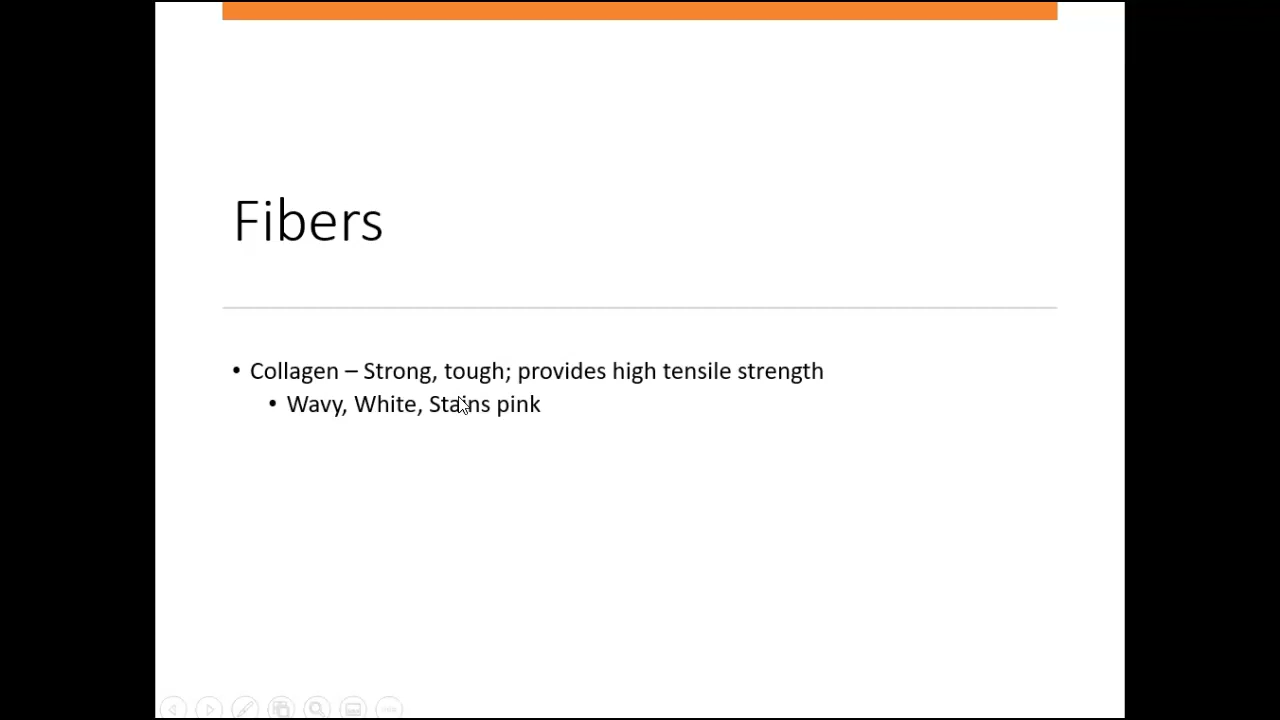 Fibers
• Collagen – Strong, tough; provides high tensile strength
• Wavy, White, Stains pink